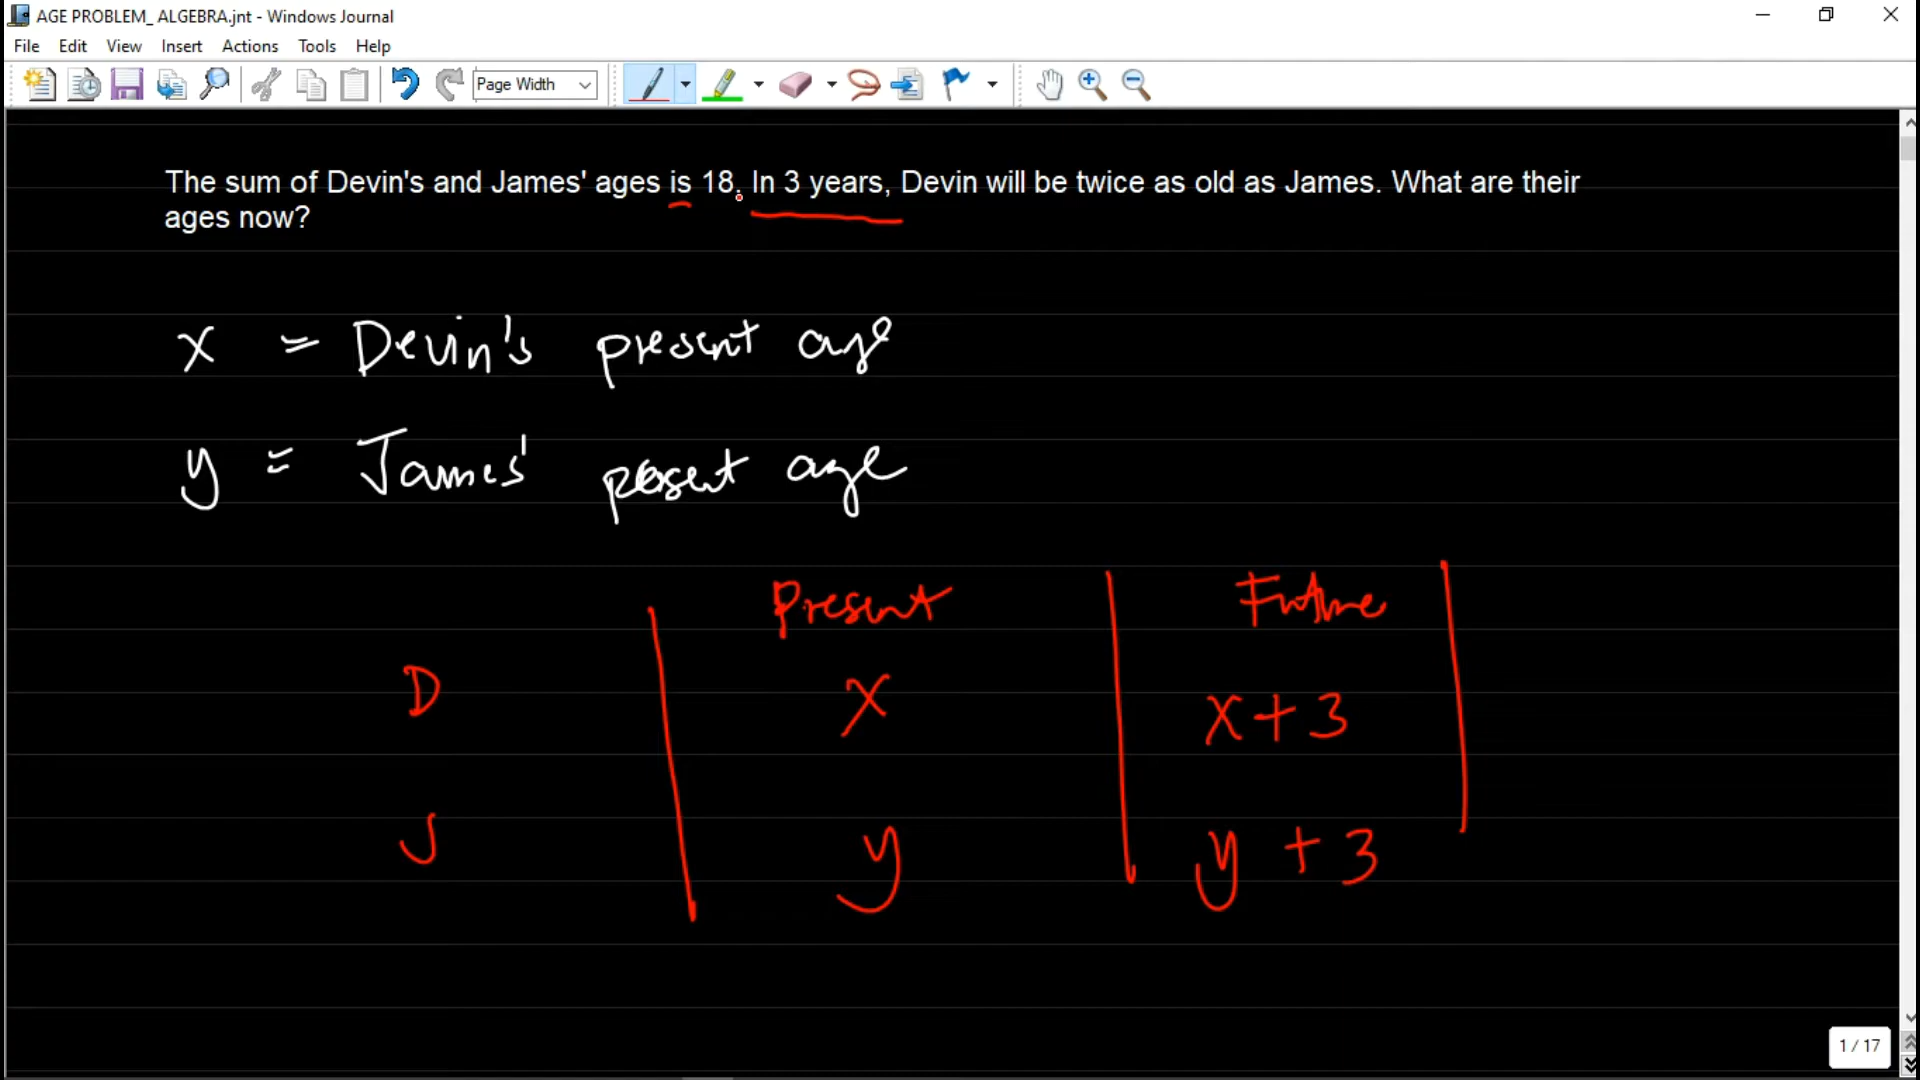 AGE PROBLEM_ ALGEBRA.jnt - Windows Journal
File Edit View Insert Actions Tools Help
Page Width
The sum of Devin's and James' ages is 18. In 3 years, Devin will be twice as old as James. What are their
ages now?
x = Devin's present age
y = James' present age
Present Future
D x x + 3
J y y + 3
1 / 17